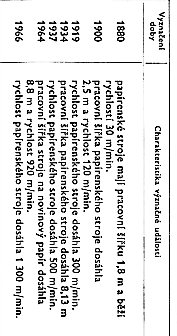 Vyznačení doby
Charakteristika význačné události
1880 papírenské stroje mají pracovní šířku 1,8 m a běží
rychlostí 30 m/min.
1900 pracovní šířka papírenského stroje dosáhla
2,5 m a rychlost 120 m/min.
1919 rychlost papírenského stroje dosáhla 300 m/min.
1934 pracovní šířka papírenského stroje dosáhla 8,13 m
1937 rychlost papírenského stroje dosáhla 500 m/min.
1964 pracovní šířka stroje na novinový papír dosáhla
8,8 m a rychlost 920 m/min.
1966 rychlost papírenského stroje dosáhla 1 300 m/min.